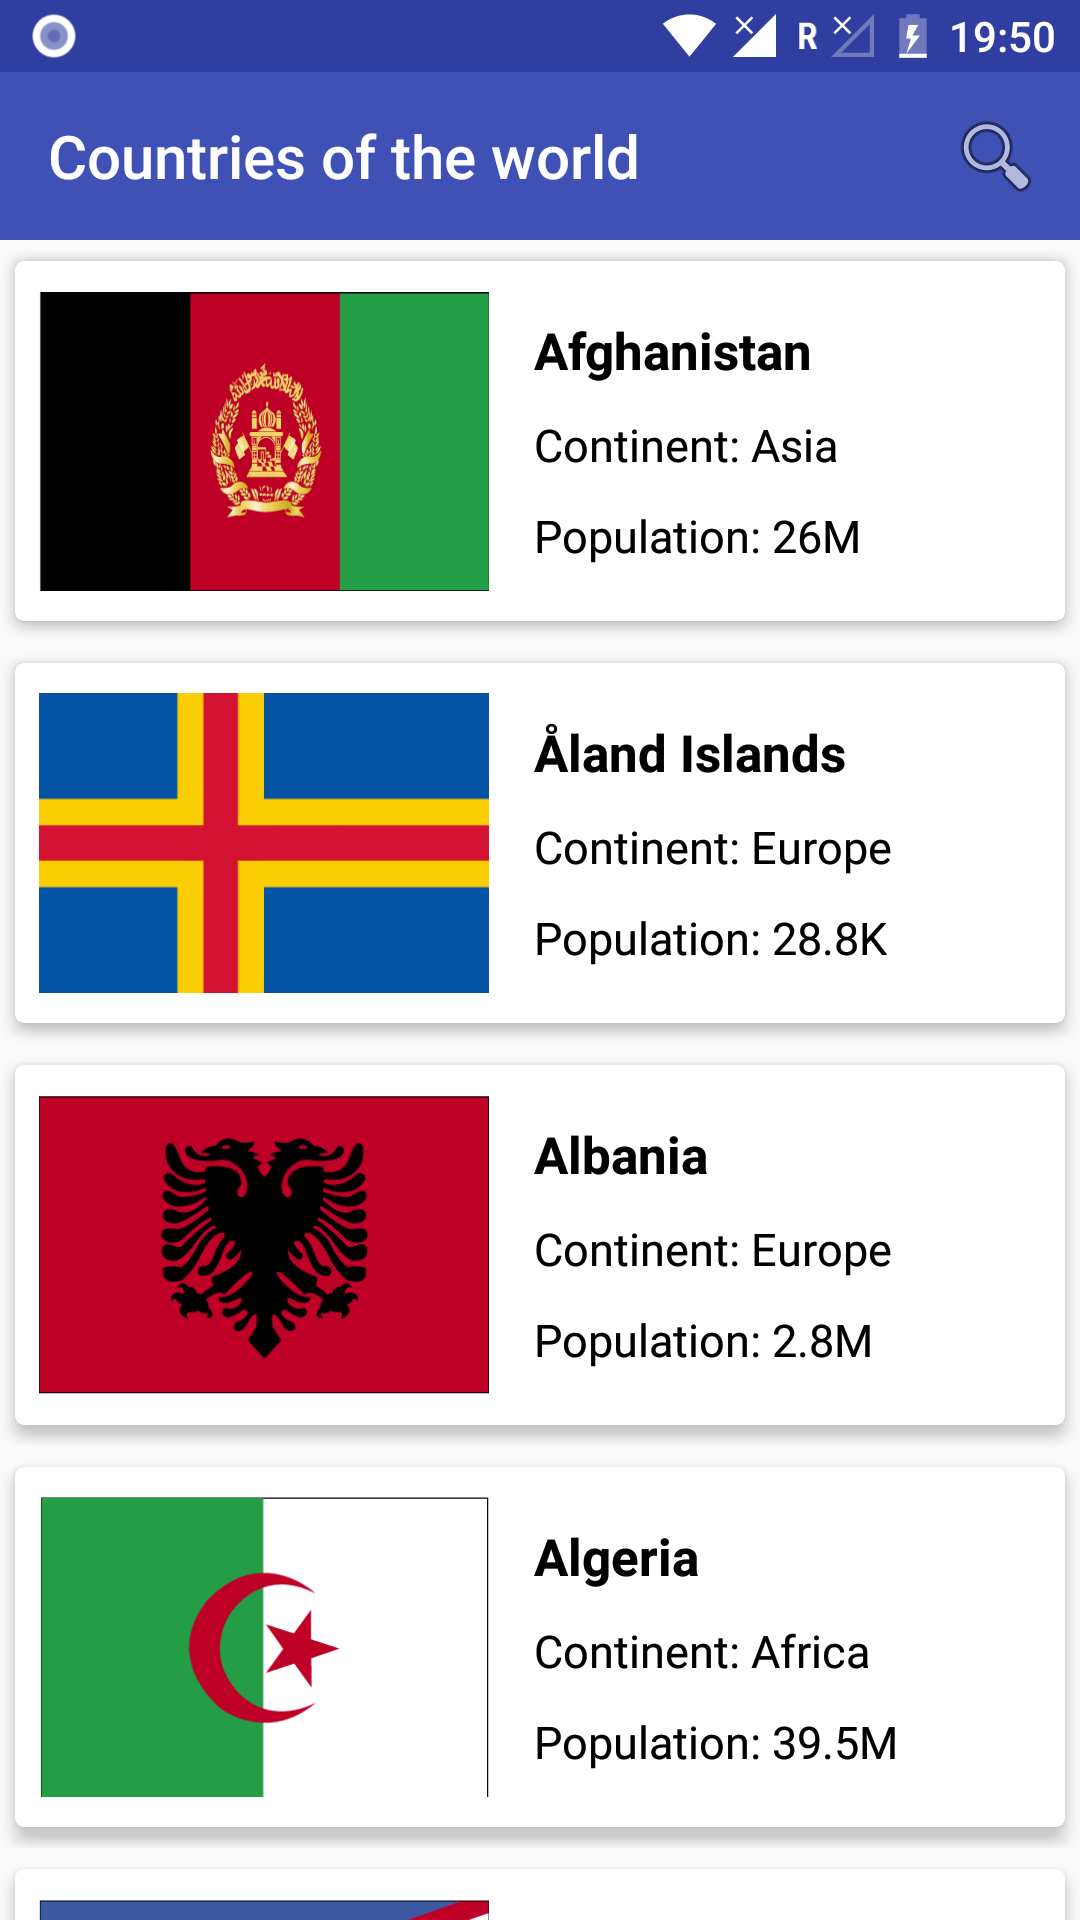 R 19:50
Countries of the world
Afghanistan
Continent: Asia
Population: 26M
Åland Islands
Continent: Europe
Population: 28.8K
Albania
Continent: Europe
Population: 2.8M
Algeria
Continent: Africa
Population: 39.5M